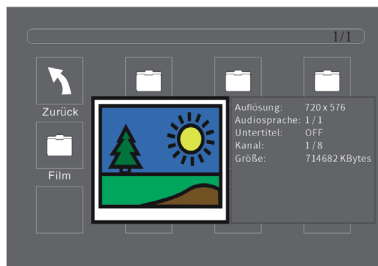 1/1
Zurück
Film
Auflösung: 720 x 576
Audiosprache: 1 / 1
Untertitel: OFF
Kanal: 1 / 8
Größe: 714682 KBytes